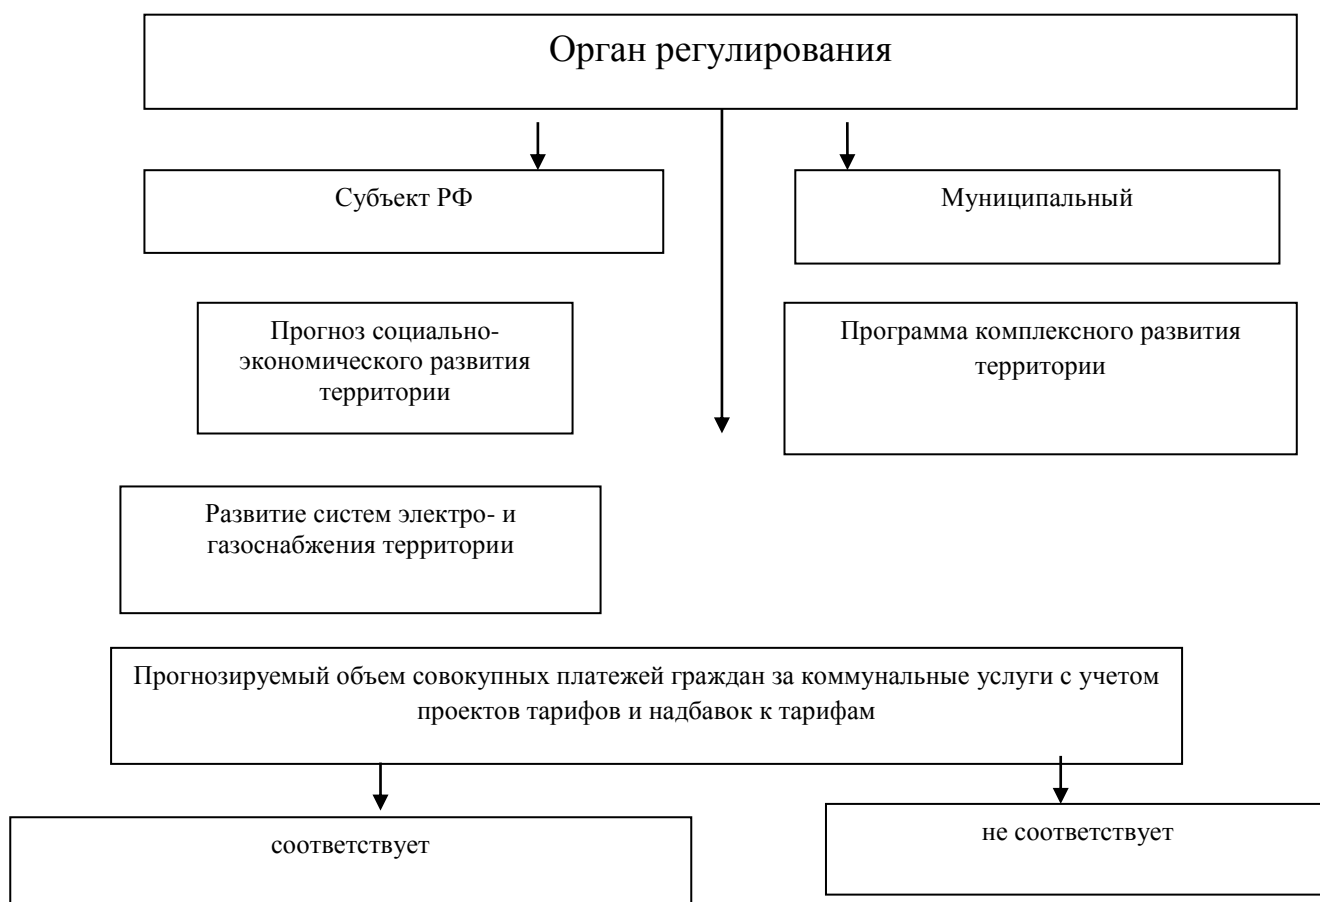 Орган регулирования
Субъект РФ
Муниципальный
Прогноз социально-
экономического развития
территории
Программа комплексного развития
территории
Развитие систем электро- и
газоснабжения территории
Прогнозируемый объем совокупных платежей граждан за коммунальные услуги с учетом
проектов тарифов и надбавок к тарифам
соответствует
не соответствует